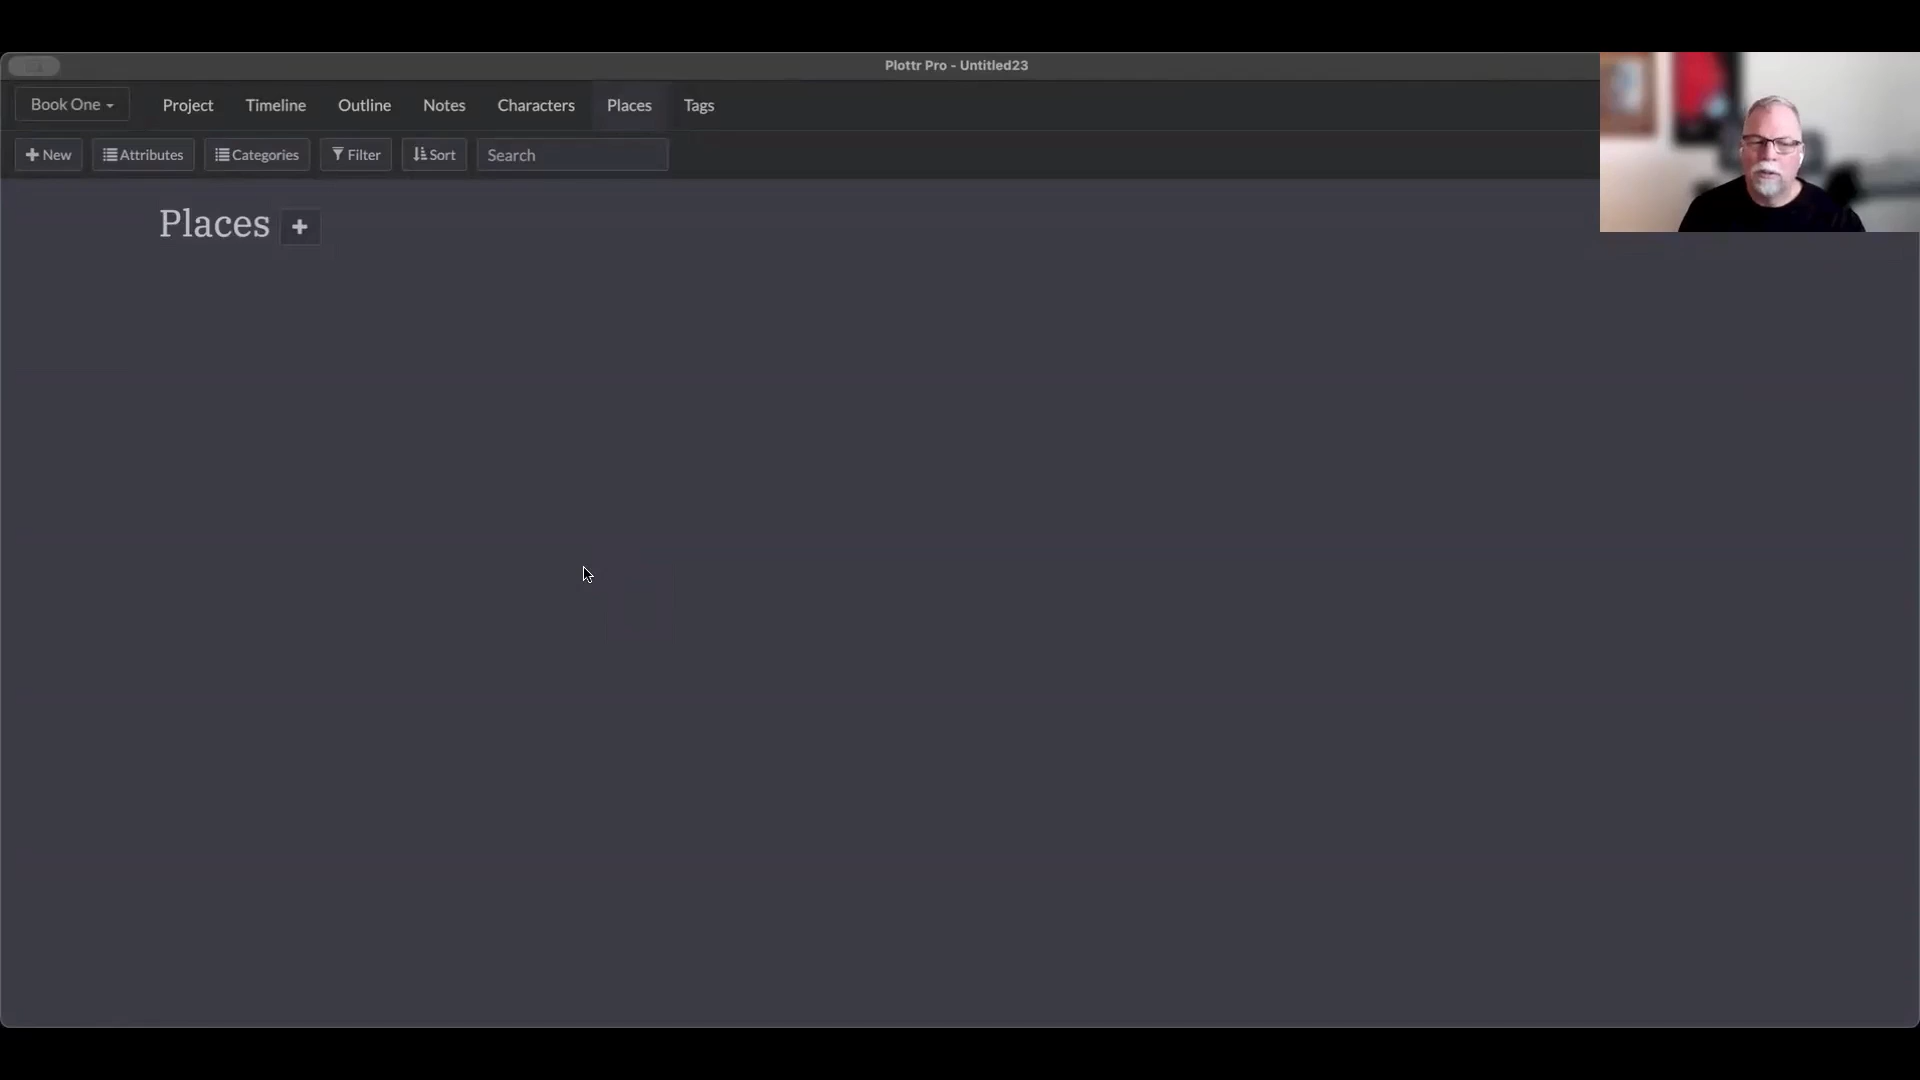 Plottr Pro - Untitled23
Book One Project Timeline Outline Notes Characters Places Tags
New Attributes Categories Filter Sort Search
Places